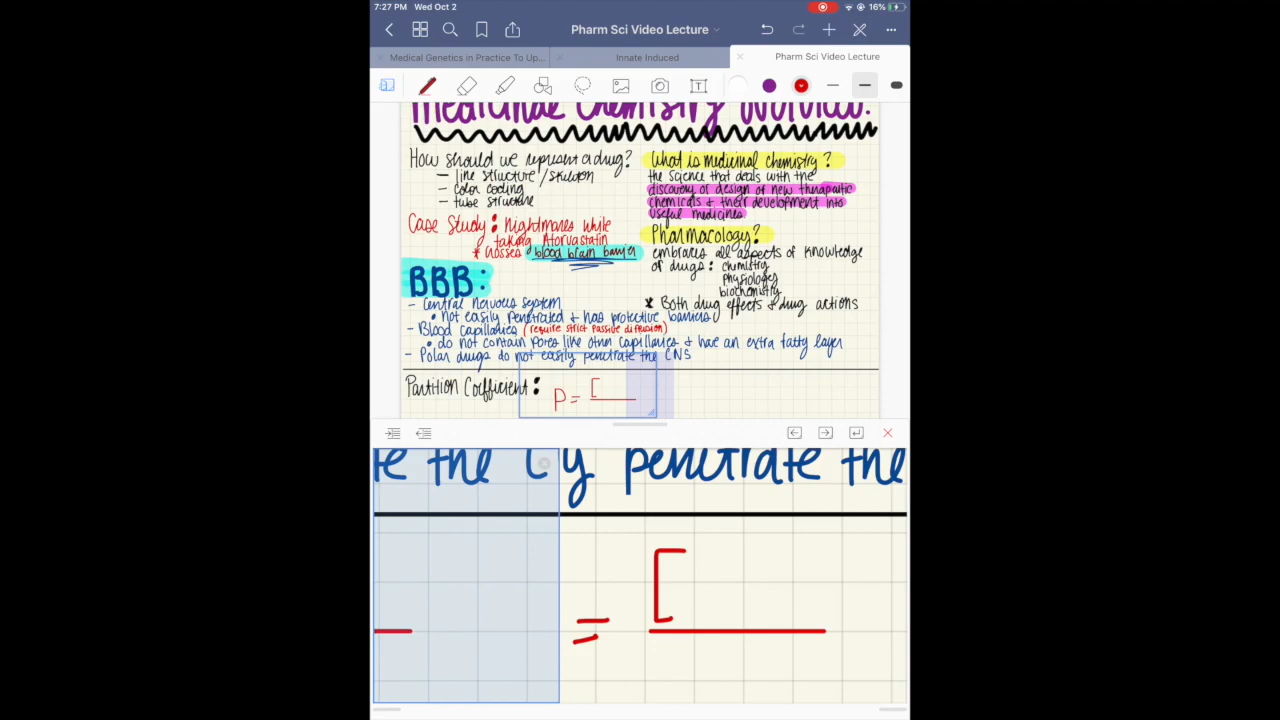 7:27 PM Wed Oct 2
16%
Pharm Sci Video Lecture
Medical Genetics in Practice To Up...
Innate Induced
Pharm Sci Video Lecture
Medicinal Chemistry
How should we represent a drug?
- line structure / skeleton
- color coding
- tube structure
Case Study: Nightmares while
taking Atorvastatin
* crosses blood brain barrier
BBB:
- Central nervous system
• not easily penetrated + has protective barriers
- Blood capillaries (require strict passive diffusion)
• do not contain pores like other capillaries + have an extra fatty layer
- Polar drugs do not easily penetrate the CNS
What is medicinal chemistry?
the science that deals with the
discovery or design of new therapeutic
chemicals + their development into
useful medicines
Pharmacology?
embraces all aspects of knowledge
of drugs: chemistry
physiology
biochemistry
* Both drug effects + drug actions
Partition Coefficient:
P = [
te the C
y penetrate the
= [